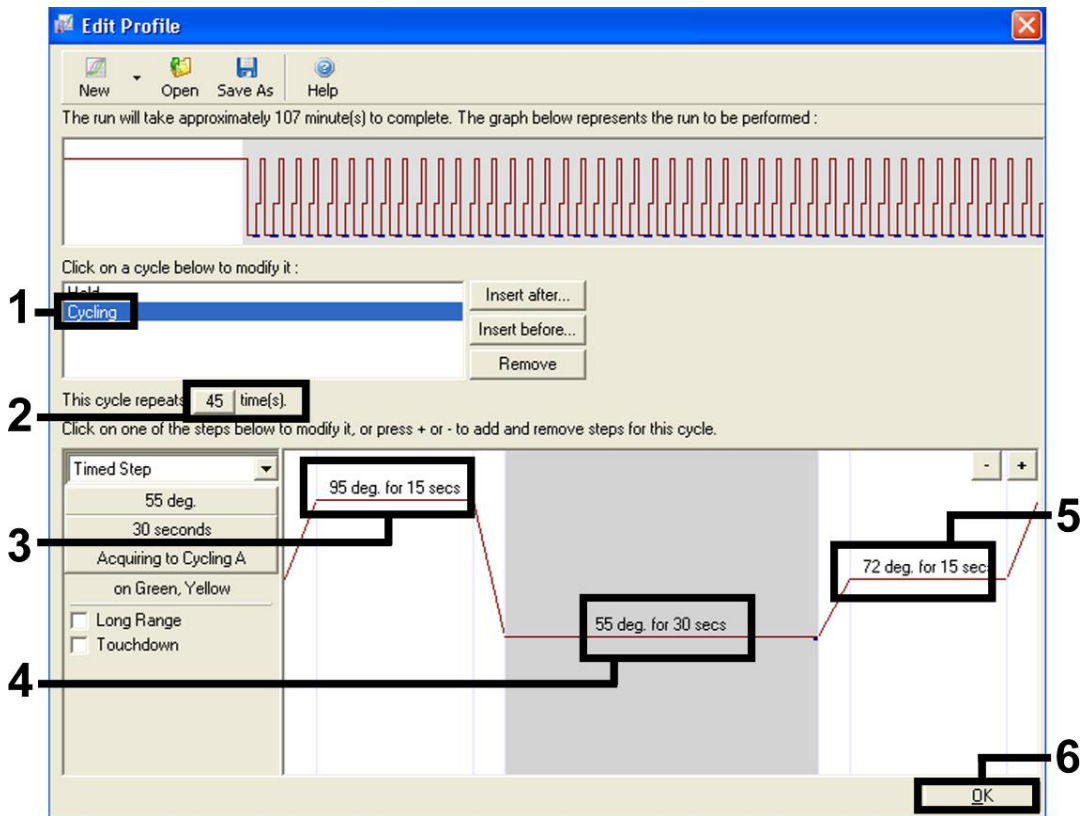 Edit Profile
New Open Save As Help
The run will take approximately 107 minute(s) to complete. The graph below represents the run to be performed :
Click on a cycle below to modify it :
Hold
1 Cycling
Insert after...
Insert before...
Remove
2 This cycle repeats 45 time(s).
Click on one of the steps below to modify it, or press + or - to add and remove steps for this cycle.
Timed Step
- +
55 deg.
30 seconds
Acquiring to Cycling A
on Green, Yellow
Long Range
Touchdown
95 deg. for 15 secs
3
55 deg. for 30 secs
4
72 deg. for 15 sec
5
OK
6